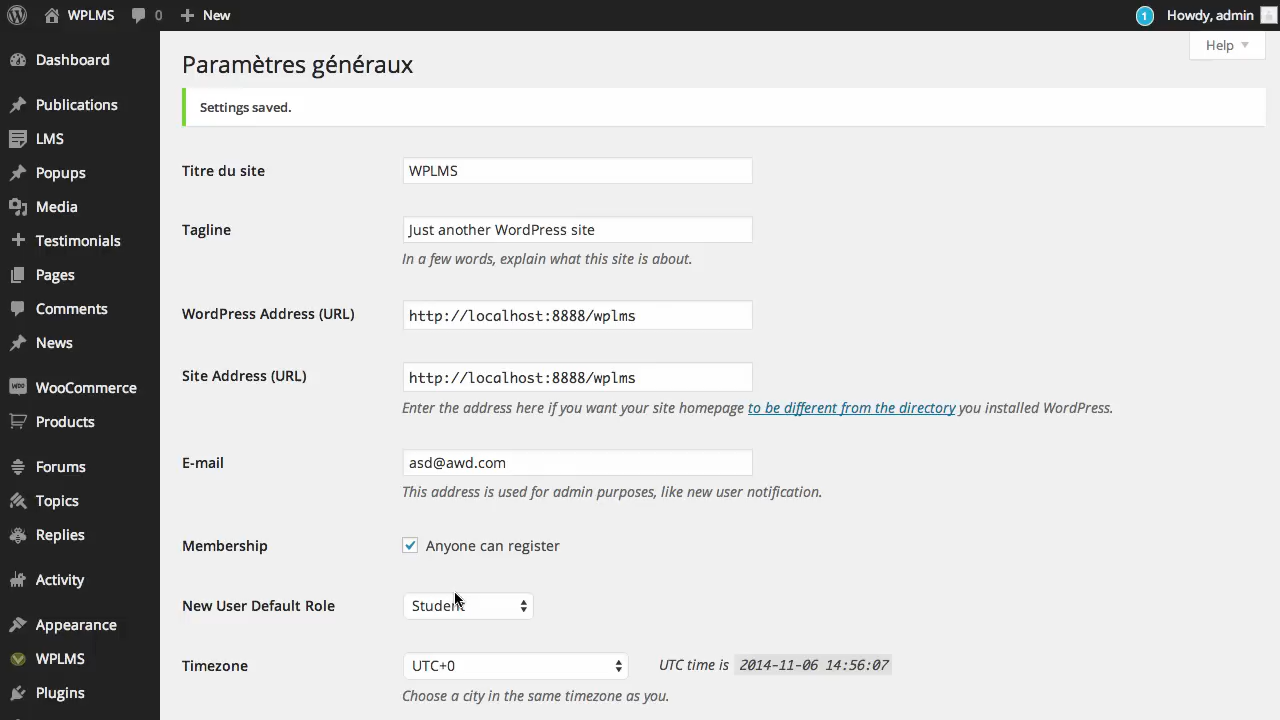 WPLMS 0 New 1 Howdy, admin
Help
Dashboard
Publications
LMS
Popups
Media
Testimonials
Pages
Comments
News
WooCommerce
Products
Forums
Topics
Replies
Activity
Appearance
WPLMS
Plugins
Paramètres généraux
Settings saved.
Titre du site WPLMS
Tagline Just another WordPress site
In a few words, explain what this site is about.
WordPress Address (URL) http://localhost:8888/wplms
Site Address (URL) http://localhost:8888/wplms
Enter the address here if you want your site homepage to be different from the directory you installed WordPress.
E-mail asd@awd.com
This address is used for admin purposes, like new user notification.
Membership Anyone can register
New User Default Role Student
Timezone UTC+0 UTC time is 2014-11-06 14:56:07
Choose a city in the same timezone as you.